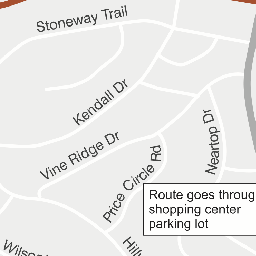 Stoneway Trail
Kendall Dr
Vine Ridge Dr
Price Circle Rd
Neartop Dr
Route goes throug
shopping center
parking lot